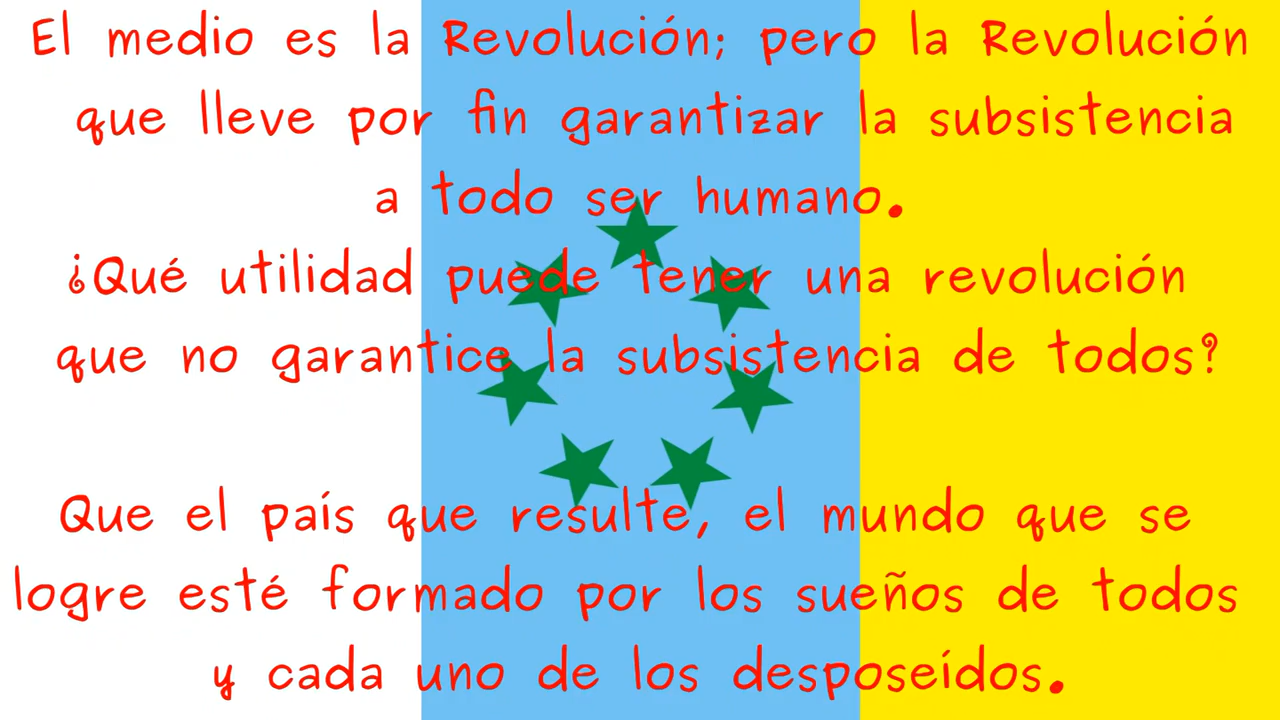 El medio es la Revolución; pero la Revolución
que lleve por fin garantizar la subsistencia
a todo ser humano.
¿Qué utilidad puede tener una revolución
que no garantice la subsistencia de todos?
Que el país que resulte, el mundo que se
logre esté formado por los sueños de todos
y cada uno de los desposeídos.